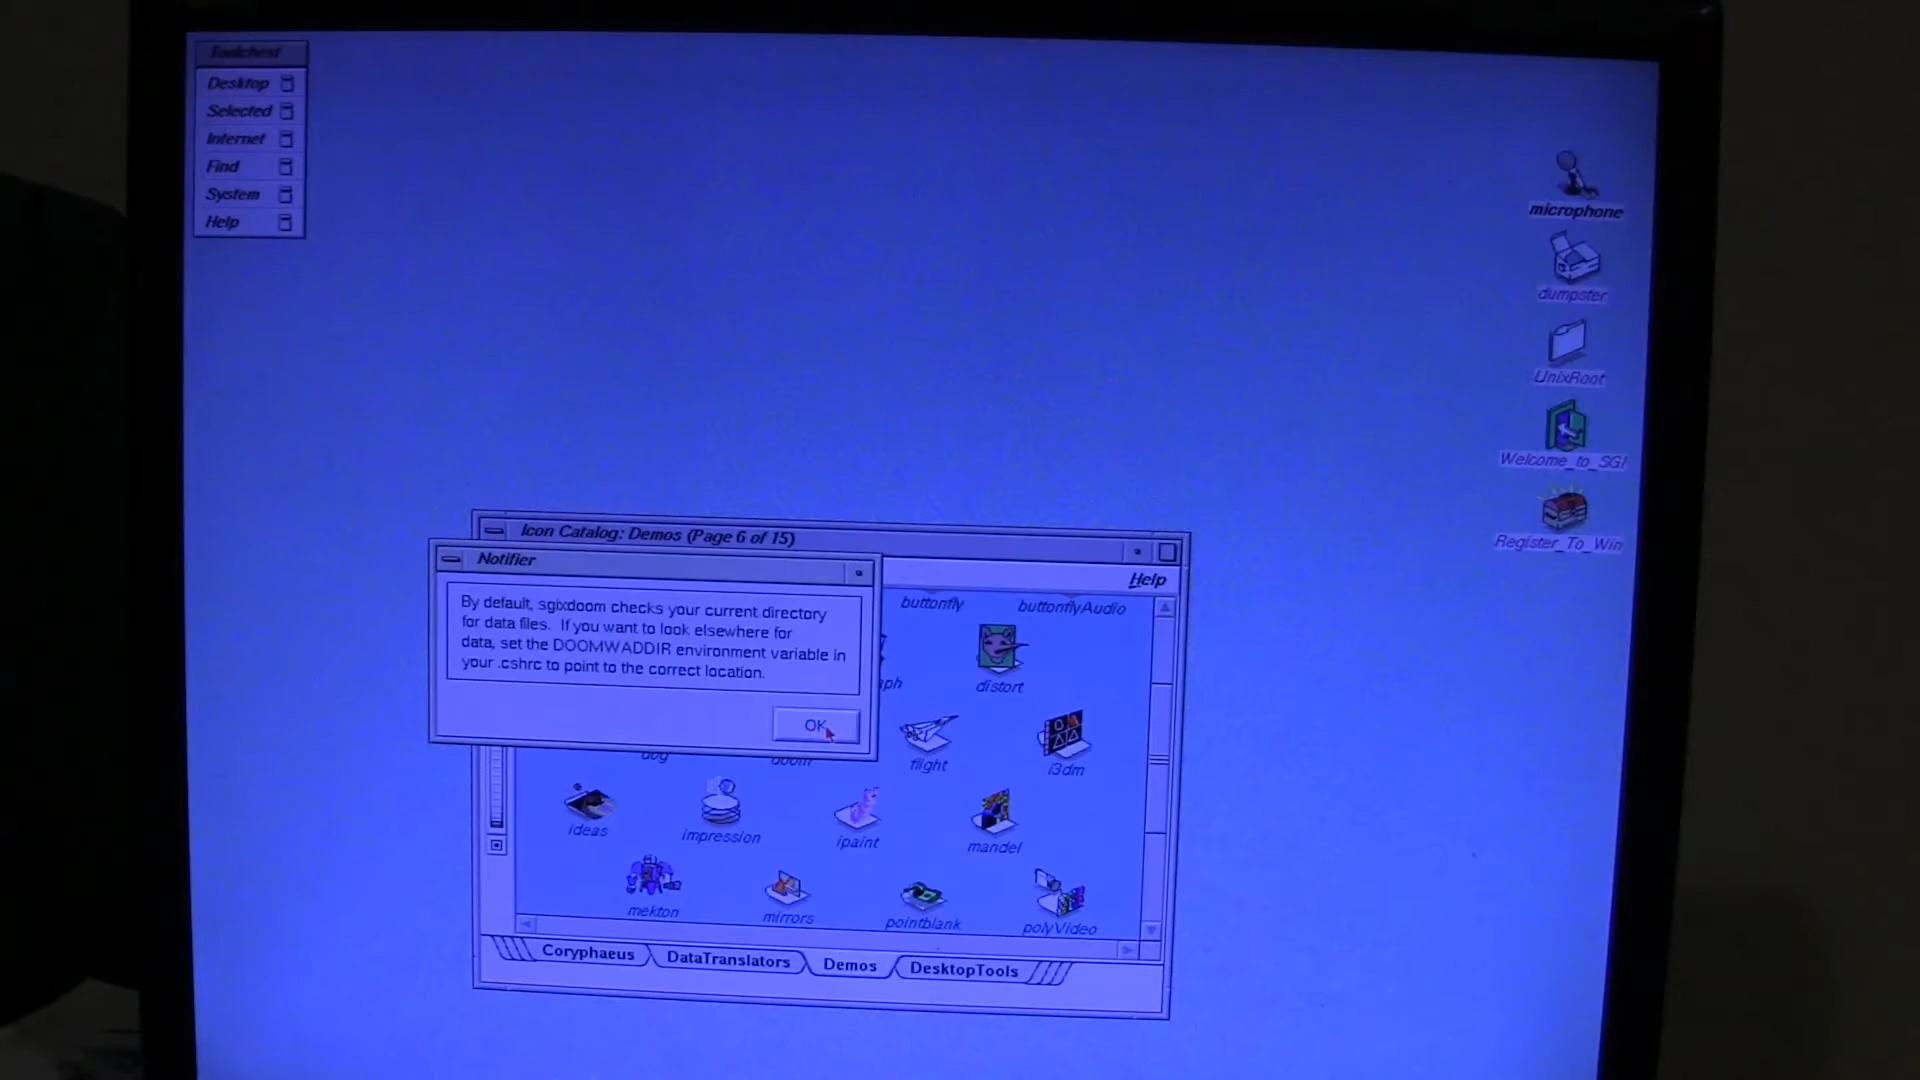 Toolchest
Desktop
Selected
Internet
Find
System
Help
microphone
dumpster
UnixRoot
Welcome_to_SGI
Register_To_Win
Icon Catalog: Demos (Page 6 of 15)
Help
Notifier
By default, sgixdoom checks your current directory
for data files. If you want to look elsewhere for
data, set the DOOMWADDIR environment variable in
your .cshrc to point to the correct location.
OK
buttonfly
buttonflyAudio
aph
distort
dog
doom
flight
i3dm
ideas
impression
ipaint
mandel
mekton
mirrors
pointblank
polyVideo
Coryphaeus
DataTranslators
Demos
DesktopTools